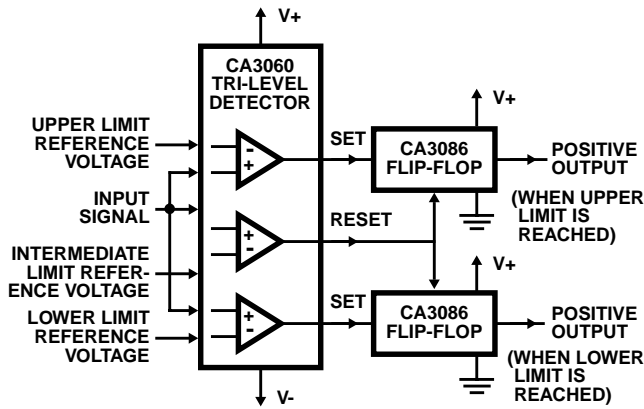 V+
CA3060
TRI-LEVEL
DETECTOR
UPPER LIMIT
REFERENCE
VOLTAGE
INPUT
SIGNAL
INTERMEDIATE
LIMIT REFER-
ENCE VOLTAGE
LOWER LIMIT
REFERENCE
VOLTAGE
-
+
+
-
+
-
V-
SET
RESET
SET
V+
CA3086
FLIP-FLOP
POSITIVE
OUTPUT
(WHEN UPPER
LIMIT IS
REACHED)
V+
CA3086
FLIP-FLOP
POSITIVE
OUTPUT
(WHEN LOWER
LIMIT IS
REACHED)